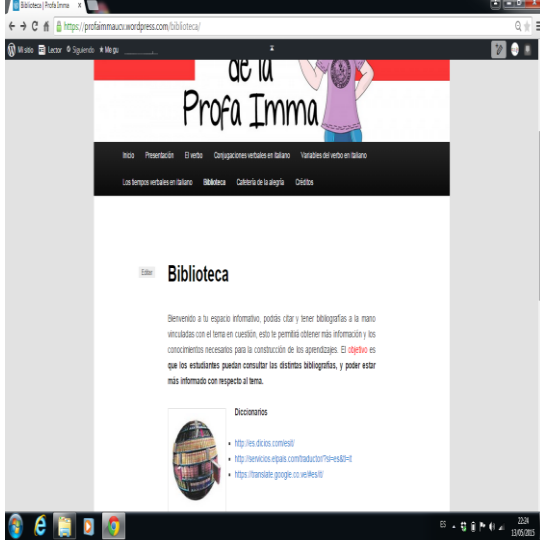 Biblioteca | Profa Imma
https://profaimmaucv.wordpress.com/biblioteca/
Mi sitio Lector Siguiendo Me gu
de la
Profa Imma
Inicio Presentación El verbo Conjugaciones verbales en italiano Variables del verbo en italiano
Los tiempos verbales en italiano Biblioteca Cafetería de la alegría Créditos
Editar
Biblioteca
Bienvenido a tu espacio informativo, podrás citar y tener bibliografías a la mano
vinculadas con el tema en cuestión, esto te permitirá obtener más información y los
conocimientos necesarios para la construcción de los aprendizajes. El objetivo es
que los estudiantes puedan consultar las distintas bibliografías, y poder estar
más informado con respecto al tema.
Diccionarios
http://es.dicios.com/esit/
http://servicios.elpais.com/traductor/?sl=es&tl=it
https://translate.google.co.ve/#es/it/
ES
22:24
13/05/2015